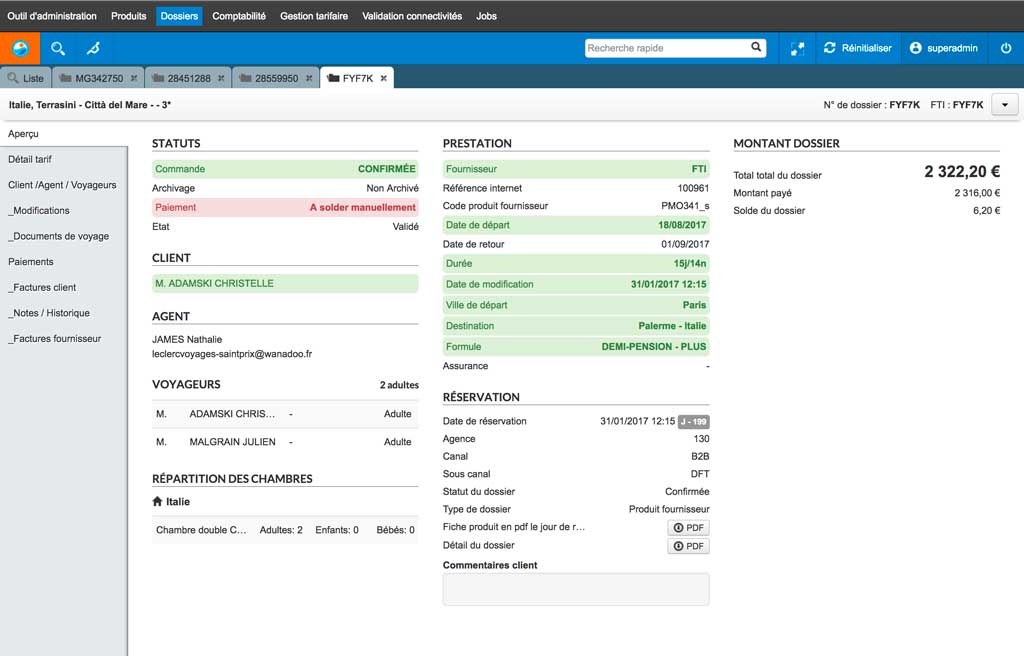 Outil d'administration Produits Dossiers Comptabilité Gestion tarifaire Validation connectivités Jobs
Recherche rapide Réinitialiser superadmin
Liste MG342750 28451288 28559950 FYF7K
Italie, Terrasini - Città del Mare - - 3* N° de dossier : FYF7K FTI : FYF7K
Aperçu
Détail tarif
Client /Agent / Voyageurs
_Modifications
_Documents de voyage
Paiements
_Factures client
_Notes / Historique
_Factures fournisseur
STATUTS
Commande CONFIRMÉE
Archivage Non Archivé
Paiement A solder manuellement
Etat Validé
CLIENT
M. ADAMSKI CHRISTELLE
AGENT
JAMES Nathalie
leclercvoyages-saintprix@wanadoo.fr
VOYAGEURS 2 adultes
M. ADAMSKI CHRIS... - Adulte
M. MALGRAIN JULIEN - Adulte
RÉPARTITION DES CHAMBRES
Italie
Chambre double C... Adultes: 2 Enfants: 0 Bébés: 0
PRESTATION
Fournisseur FTI
Référence internet 100961
Code produit fournisseur PMO341_s
Date de départ 18/08/2017
Date de retour 01/09/2017
Durée 15j/14n
Date de modification 31/01/2017 12:15
Ville de départ Paris
Destination Palerme - Italie
Formule DEMI-PENSION - PLUS
Assurance -
RÉSERVATION
Date de réservation 31/01/2017 12:15 J - 199
Agence 130
Canal B2B
Sous canal DFT
Statut du dossier Confirmée
Type de dossier Produit fournisseur
Fiche produit en pdf le jour de r... PDF
Détail du dossier PDF
Commentaires client
MONTANT DOSSIER
Total total du dossier 2 322,20 €
Montant payé 2 316,00 €
Solde du dossier 6,20 €